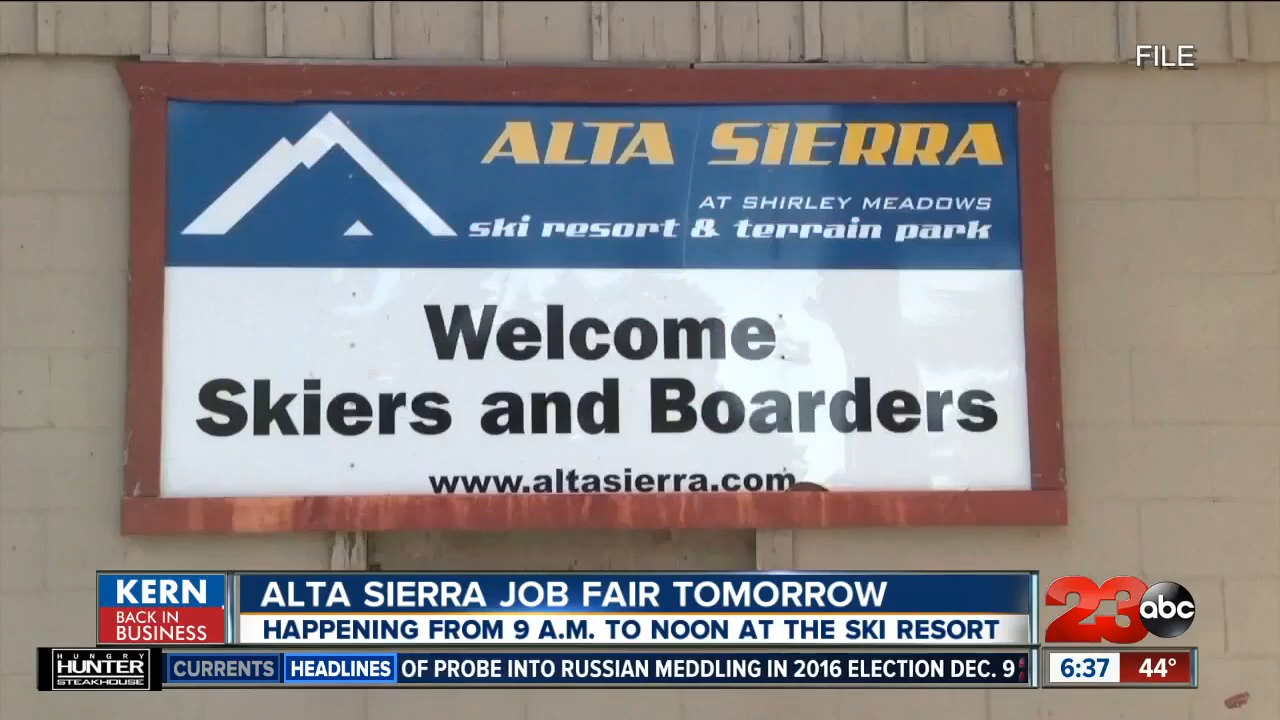 FILE
ALTA SIERRA
AT SHIRLEY MEADOWS
ski resort & terrain park
Welcome
Skiers and Boarders
www.altasierra.com
KERN
BACK IN
BUSINESS
ALTA SIERRA JOB FAIR TOMORROW
HAPPENING FROM 9 A.M. TO NOON AT THE SKI RESORT
23 abc
HUNGRY
HUNTER
STEAKHOUSE
CURRENTS
HEADLINES
OF PROBE INTO RUSSIAN MEDDLING IN 2016 ELECTION DEC. 9
6:37
44°